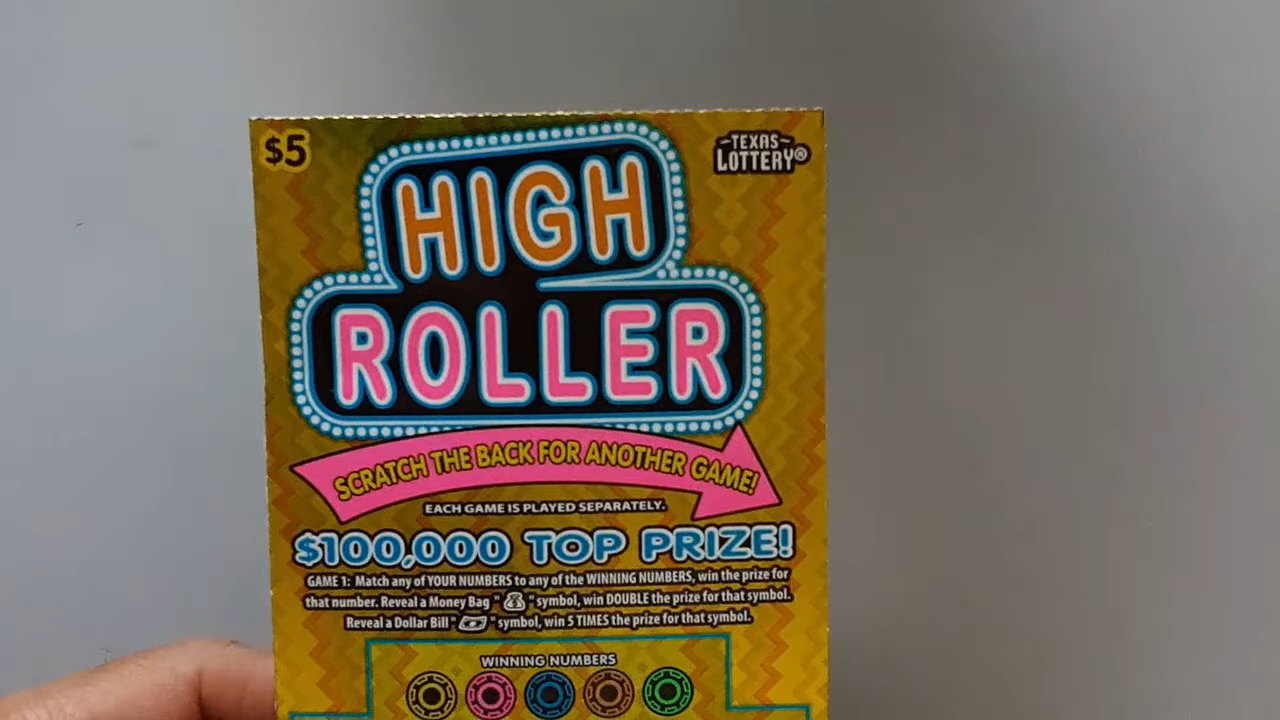 $5
TEXAS
LOTTERY®
HIGH
ROLLER
SCRATCH THE BACK FOR ANOTHER GAME!
EACH GAME IS PLAYED SEPARATELY.
$100,000 TOP PRIZE!
GAME 1: Match any of YOUR NUMBERS to any of the WINNING NUMBERS, win the prize for
that number. Reveal a Money Bag " " symbol, win DOUBLE the prize for that symbol.
Reveal a Dollar Bill " " symbol, win 5 TIMES the prize for that symbol.
WINNING NUMBERS